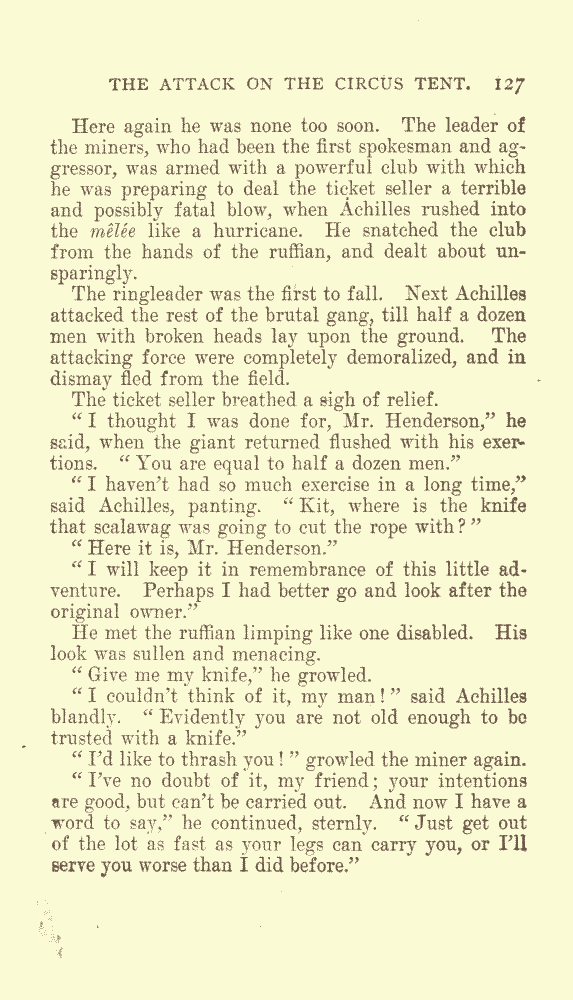 THE ATTACK ON THE CIRCUS TENT. 127
Here again he was none too soon. The leader of
the miners, who had been the first spokesman and ag-
gressor, was armed with a powerful club with which
he was preparing to deal the ticket seller a terrible
and possibly fatal blow, when Achilles rushed into
the mêlée like a hurricane. He snatched the club
from the hands of the ruffian, and dealt about un-
sparingly.
The ringleader was the first to fall. Next Achilles
attacked the rest of the brutal gang, till half a dozen
men with broken heads lay upon the ground. The
attacking force were completely demoralized, and in
dismay fled from the field.
The ticket seller breathed a sigh of relief.
“I thought I was done for, Mr. Henderson,” he
said, when the giant returned flushed with his exer-
tions. “You are equal to half a dozen men.”
“I haven’t had so much exercise in a long time,”
said Achilles, panting. “Kit, where is the knife
that scalawag was going to cut the rope with?”
“Here it is, Mr. Henderson.”
“I will keep it in remembrance of this little ad-
venture. Perhaps I had better go and look after the
original owner.”
He met the ruffian limping like one disabled. His
look was sullen and menacing.
“Give me my knife,” he growled.
“I couldn’t think of it, my man!” said Achilles
blandly. “Evidently you are not old enough to be
trusted with a knife.”
“I’d like to thrash you!” growled the miner again.
“I’ve no doubt of it, my friend; your intentions
are good, but can’t be carried out. And now I have a
word to say,” he continued, sternly. “Just get out
of the lot as fast as your legs can carry you, or I’ll
serve you worse than I did before.”